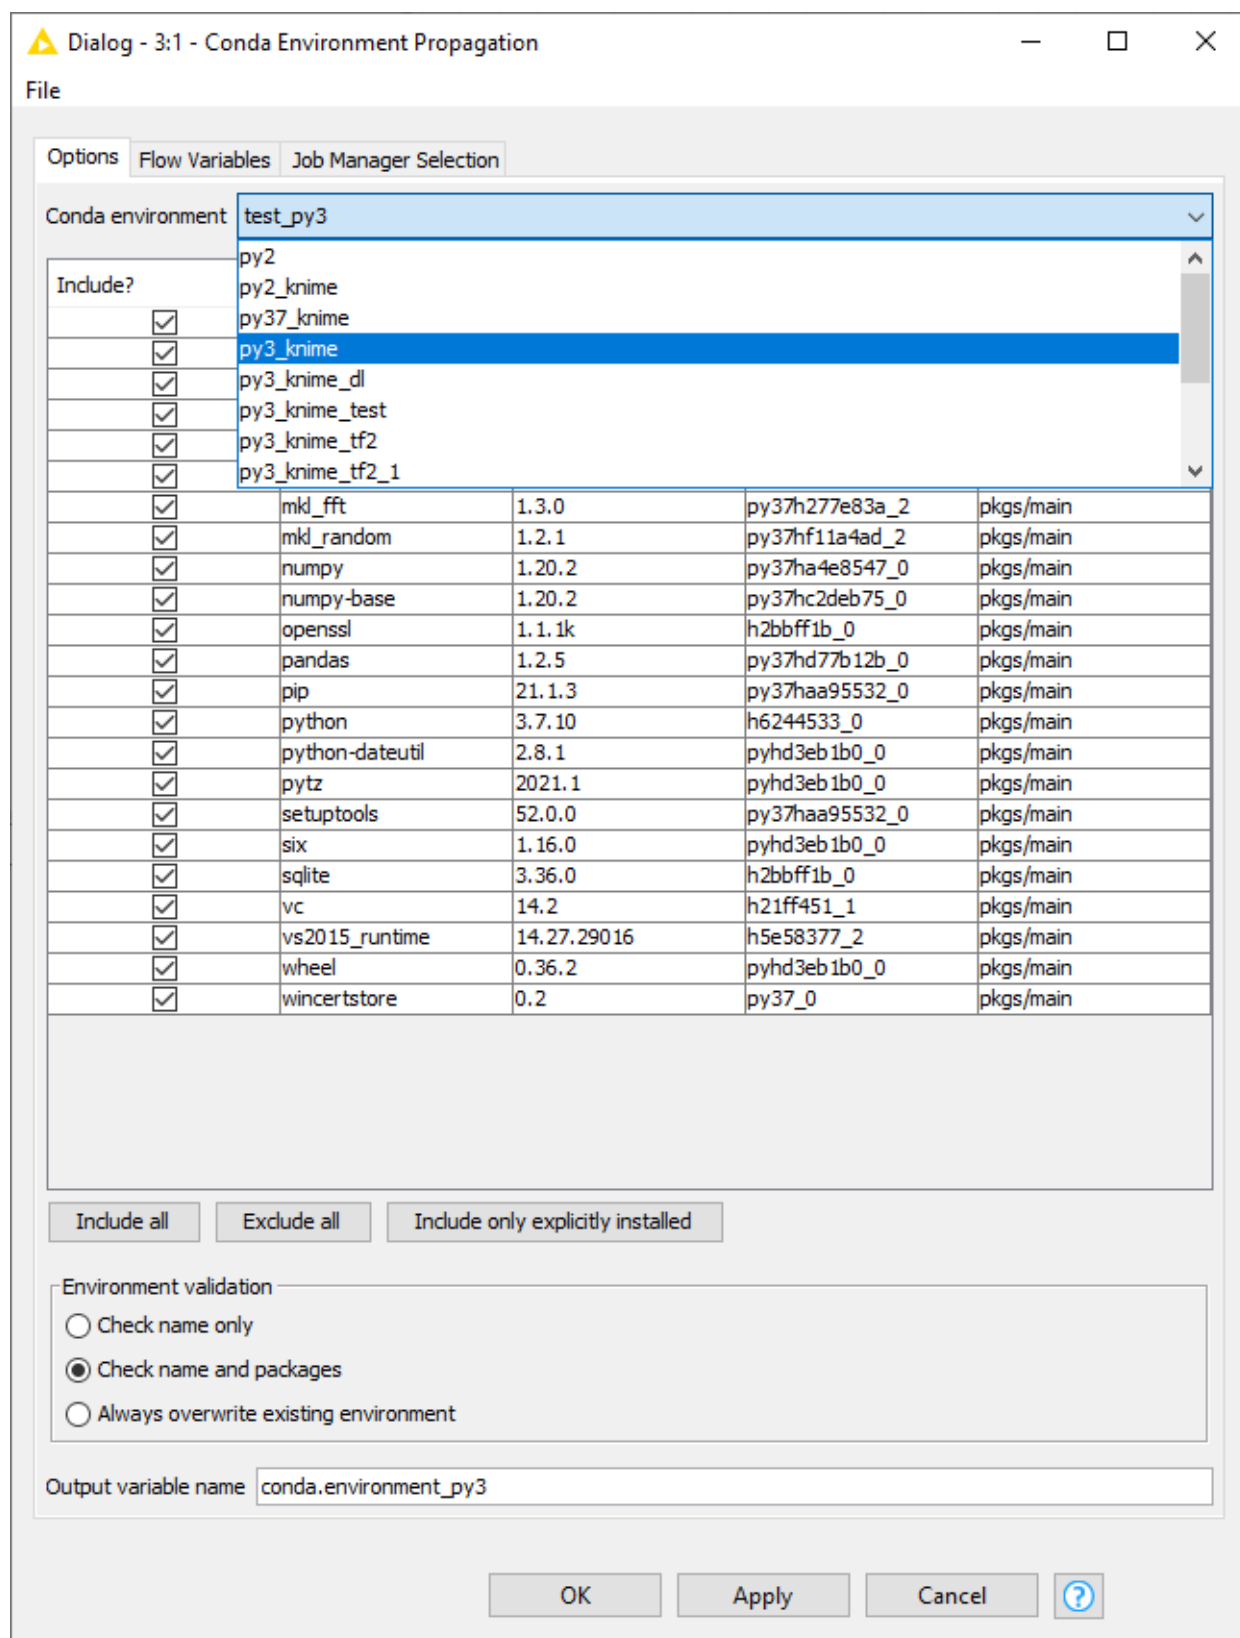 Dialog - 3:1 - Conda Environment Propagation
File
Options Flow Variables Job Manager Selection
Conda environment test_py3
py2
Include?
py2_knime
py37_knime
py3_knime
py3_knime_dl
py3_knime_test
py3_knime_tf2
py3_knime_tf2_1
mkl_fft 1.3.0 py37h277e83a_2 pkgs/main
mkl_random 1.2.1 py37hf11a4ad_2 pkgs/main
numpy 1.20.2 py37ha4e8547_0 pkgs/main
numpy-base 1.20.2 py37hc2deb75_0 pkgs/main
openssl 1.1.1k h2bbff1b_0 pkgs/main
pandas 1.2.5 py37hd77b12b_0 pkgs/main
pip 21.1.3 py37haa95532_0 pkgs/main
python 3.7.10 h6244533_0 pkgs/main
python-dateutil 2.8.1 pyhd3eb1b0_0 pkgs/main
pytz 2021.1 pyhd3eb1b0_0 pkgs/main
setuptools 52.0.0 py37haa95532_0 pkgs/main
six 1.16.0 pyhd3eb1b0_0 pkgs/main
sqlite 3.36.0 h2bbff1b_0 pkgs/main
vc 14.2 h21ff451_1 pkgs/main
vs2015_runtime 14.27.29016 h5e58377_2 pkgs/main
wheel 0.36.2 pyhd3eb1b0_0 pkgs/main
wincertstore 0.2 py37_0 pkgs/main
Include all Exclude all Include only explicitly installed
Environment validation
Check name only
Check name and packages
Always overwrite existing environment
Output variable name conda.environment_py3
OK Apply Cancel ?